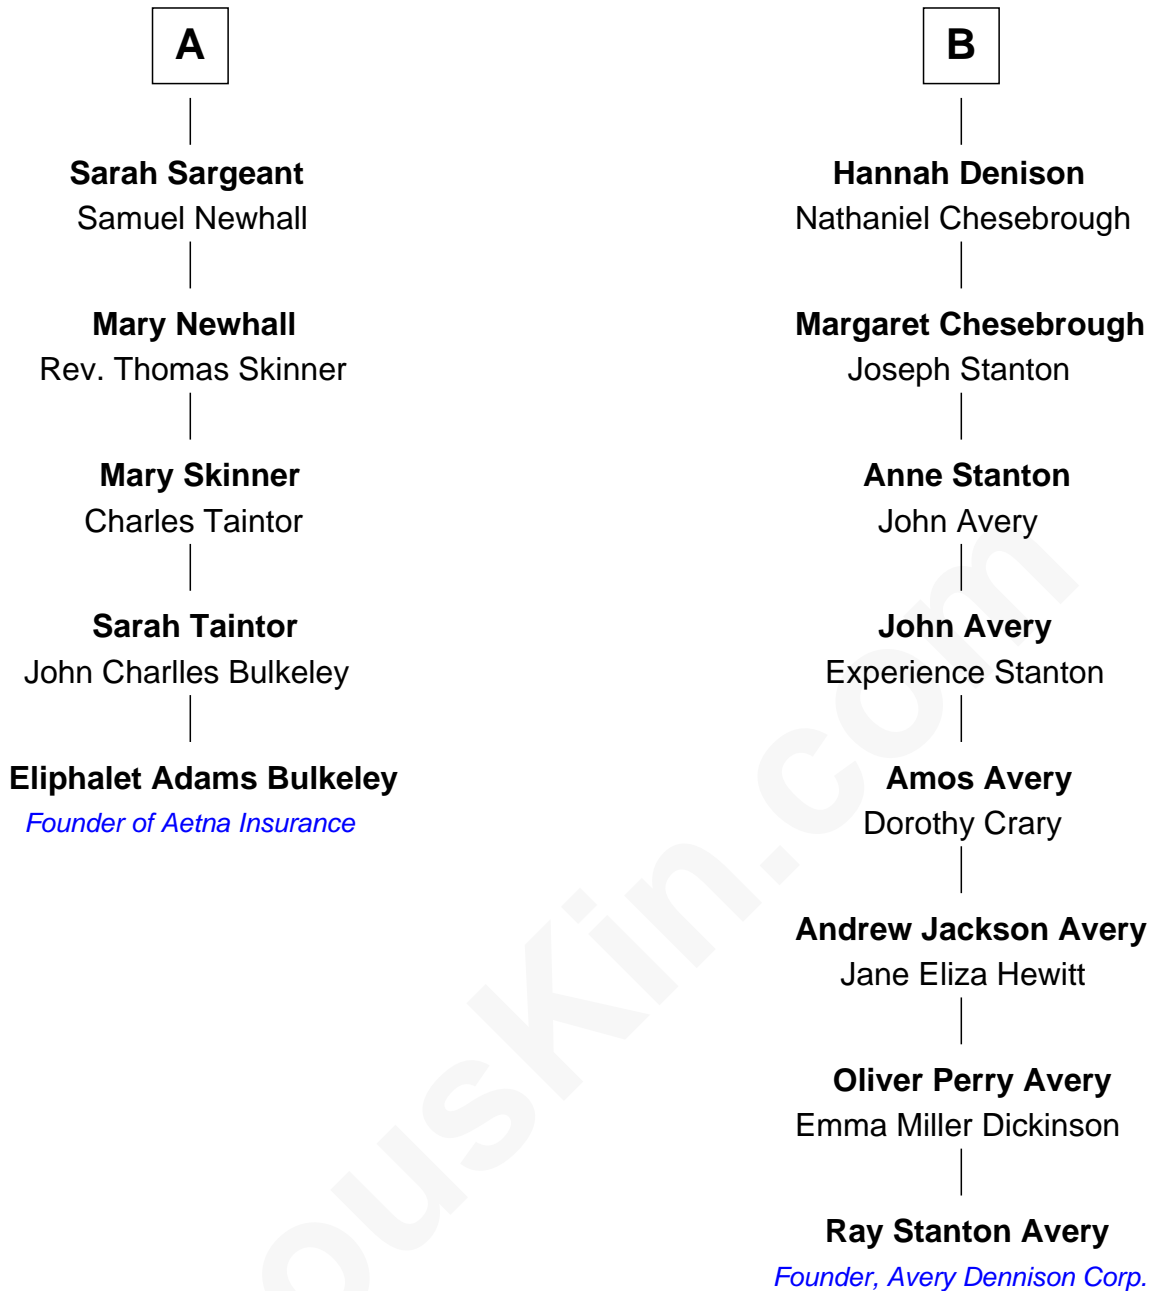 A
Sarah Sargeant
Samuel Newhall
Mary Newhall
Rev. Thomas Skinner
Mary Skinner
Charles Taintor
Sarah Taintor
John Charlles Bulkeley
Eliphalet Adams Bulkeley
Founder of Aetna Insurance
B
Hannah Denison
Nathaniel Chesebrough
Margaret Chesebrough
Joseph Stanton
Anne Stanton
John Avery
John Avery
Experience Stanton
Amos Avery
Dorothy Crary
Andrew Jackson Avery
Jane Eliza Hewitt
Oliver Perry Avery
Emma Miller Dickinson
Ray Stanton Avery
Founder, Avery Dennison Corp.
ousKin.com